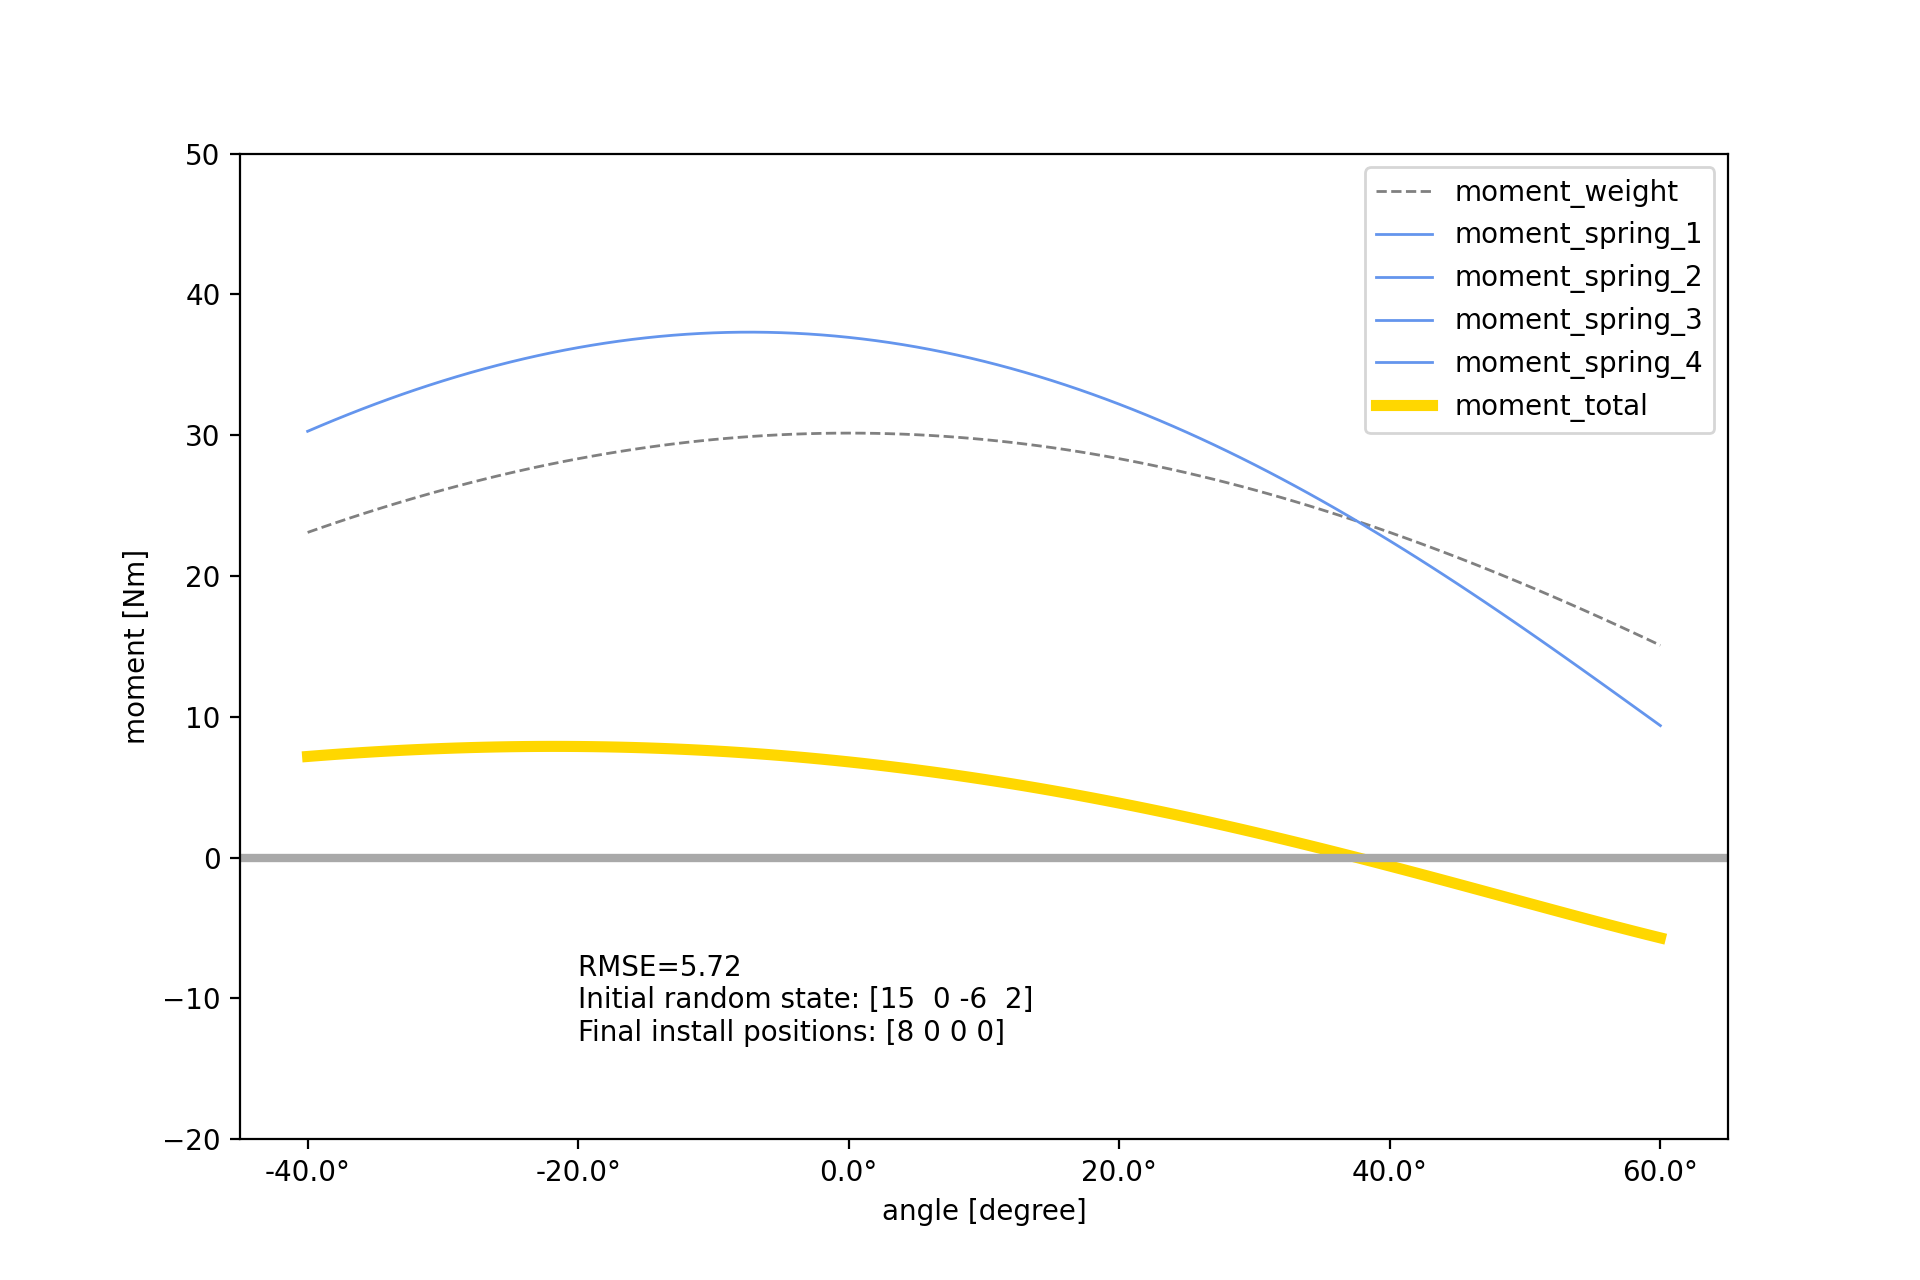 50
40
30
20
10
0
−10
−20
moment [Nm]
moment_weight
moment_spring_1
moment_spring_2
moment_spring_3
moment_spring_4
moment_total
RMSE=5.72
Initial random state: [15  0 -6  2]
Final install positions: [8 0 0 0]
-40.0° -20.0° 0.0° 20.0° 40.0° 60.0°
angle [degree]